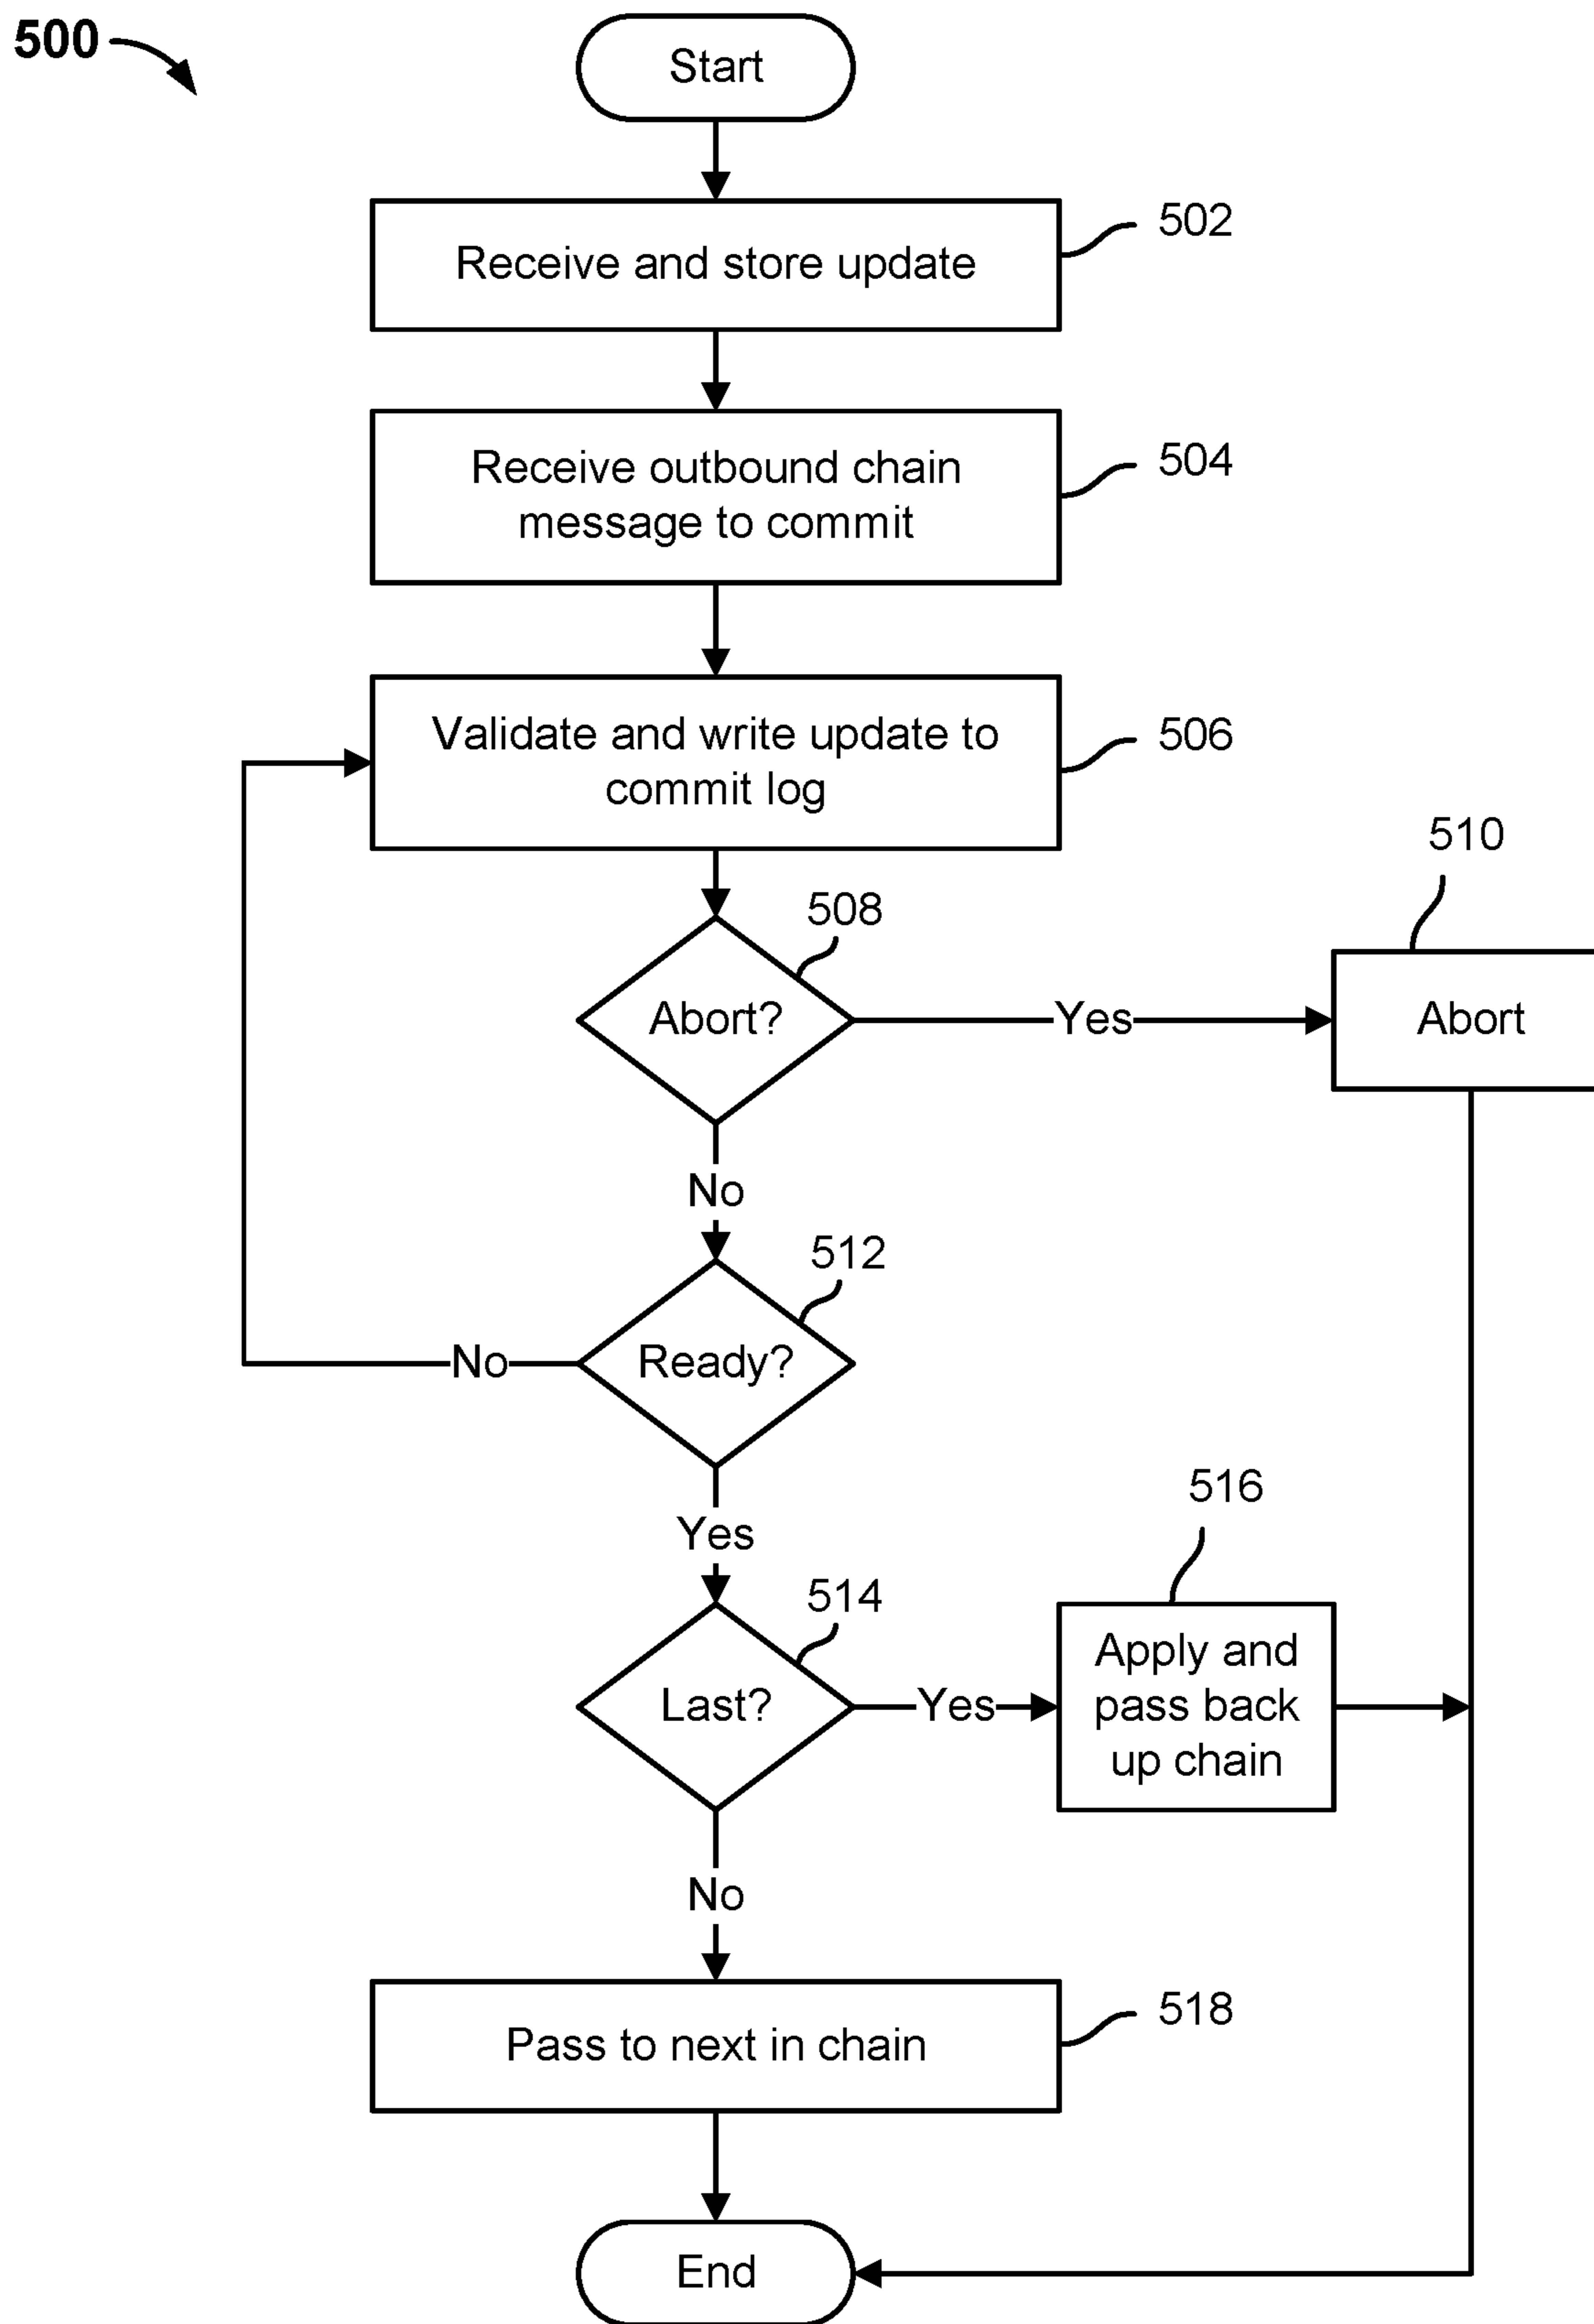 500
Start
Receive and store update
502
Receive outbound chain
message to commit
504
Validate and write update to
commit log
506
508
Abort?
Yes
510
Abort
No
512
Ready?
No
Yes
514
Last?
Yes
516
Apply and
pass back
up chain
No
Pass to next in chain
518
End